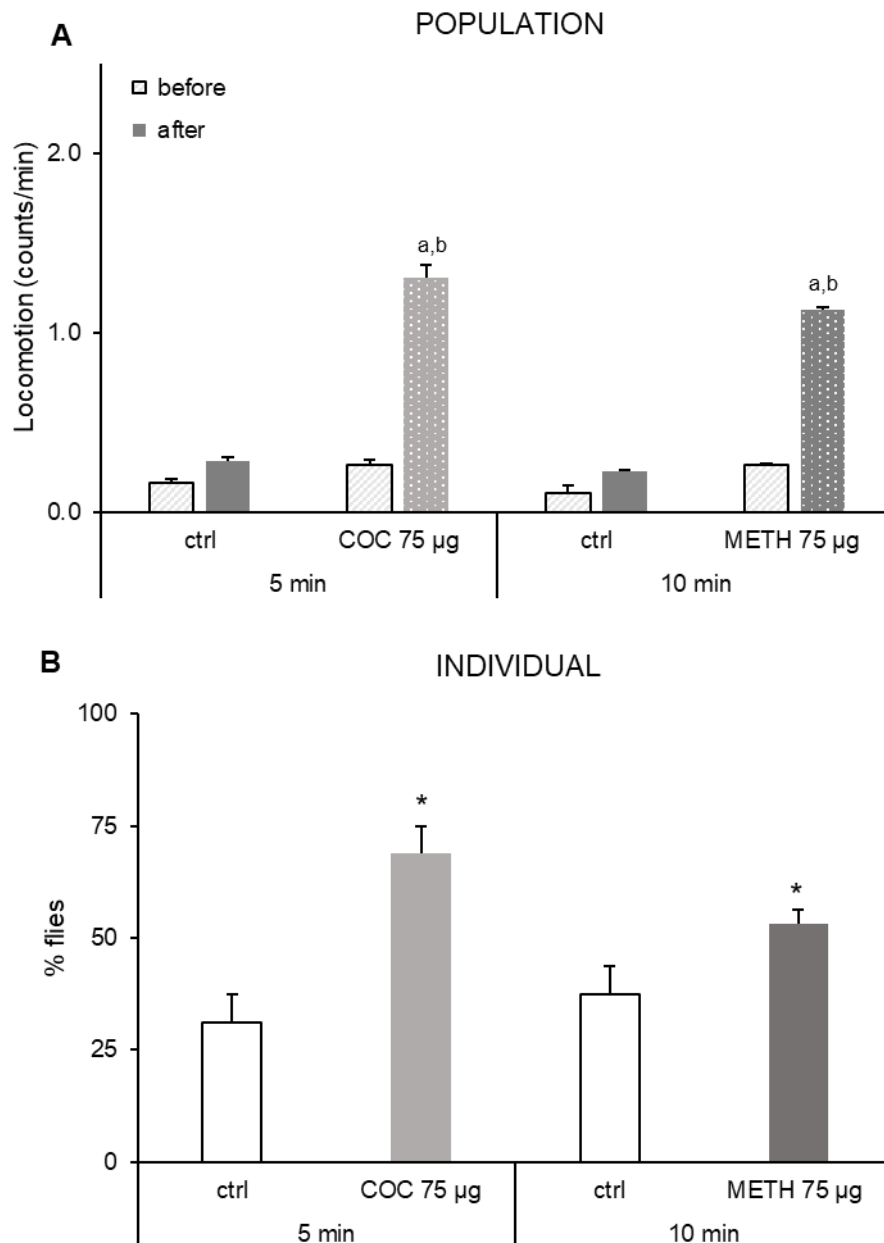 A
POPULATION
before
after
Locomotion (counts/min)
2.0
1.0
0.0
a,b
a,b
ctrl COC 75 µg ctrl METH 75 µg
5 min 10 min
B
INDIVIDUAL
% flies
100
75
50
25
0
*
*
ctrl COC 75 µg ctrl METH 75 µg
5 min 10 min